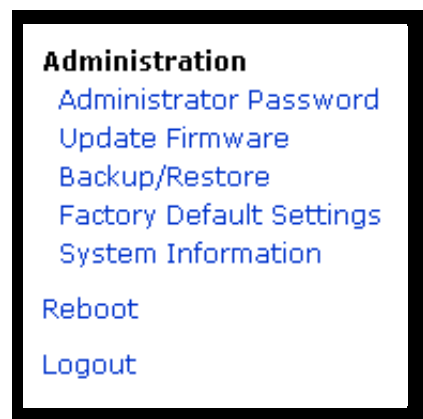 Administration
Administrator Password
Update Firmware
Backup/Restore
Factory Default Settings
System Information
Reboot
Logout